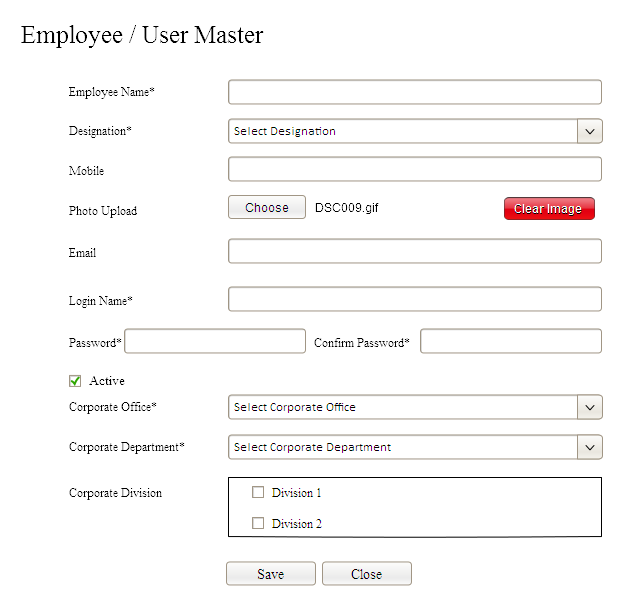 Employee / User Master
Employee Name*
Designation* Select Designation
Mobile
Photo Upload Choose DSC009.gif Clear Image
Email
Login Name*
Password* Confirm Password*
Active
Corporate Office* Select Corporate Office
Corporate Department* Select Corporate Department
Corporate Division Division 1
Division 2
Save Close